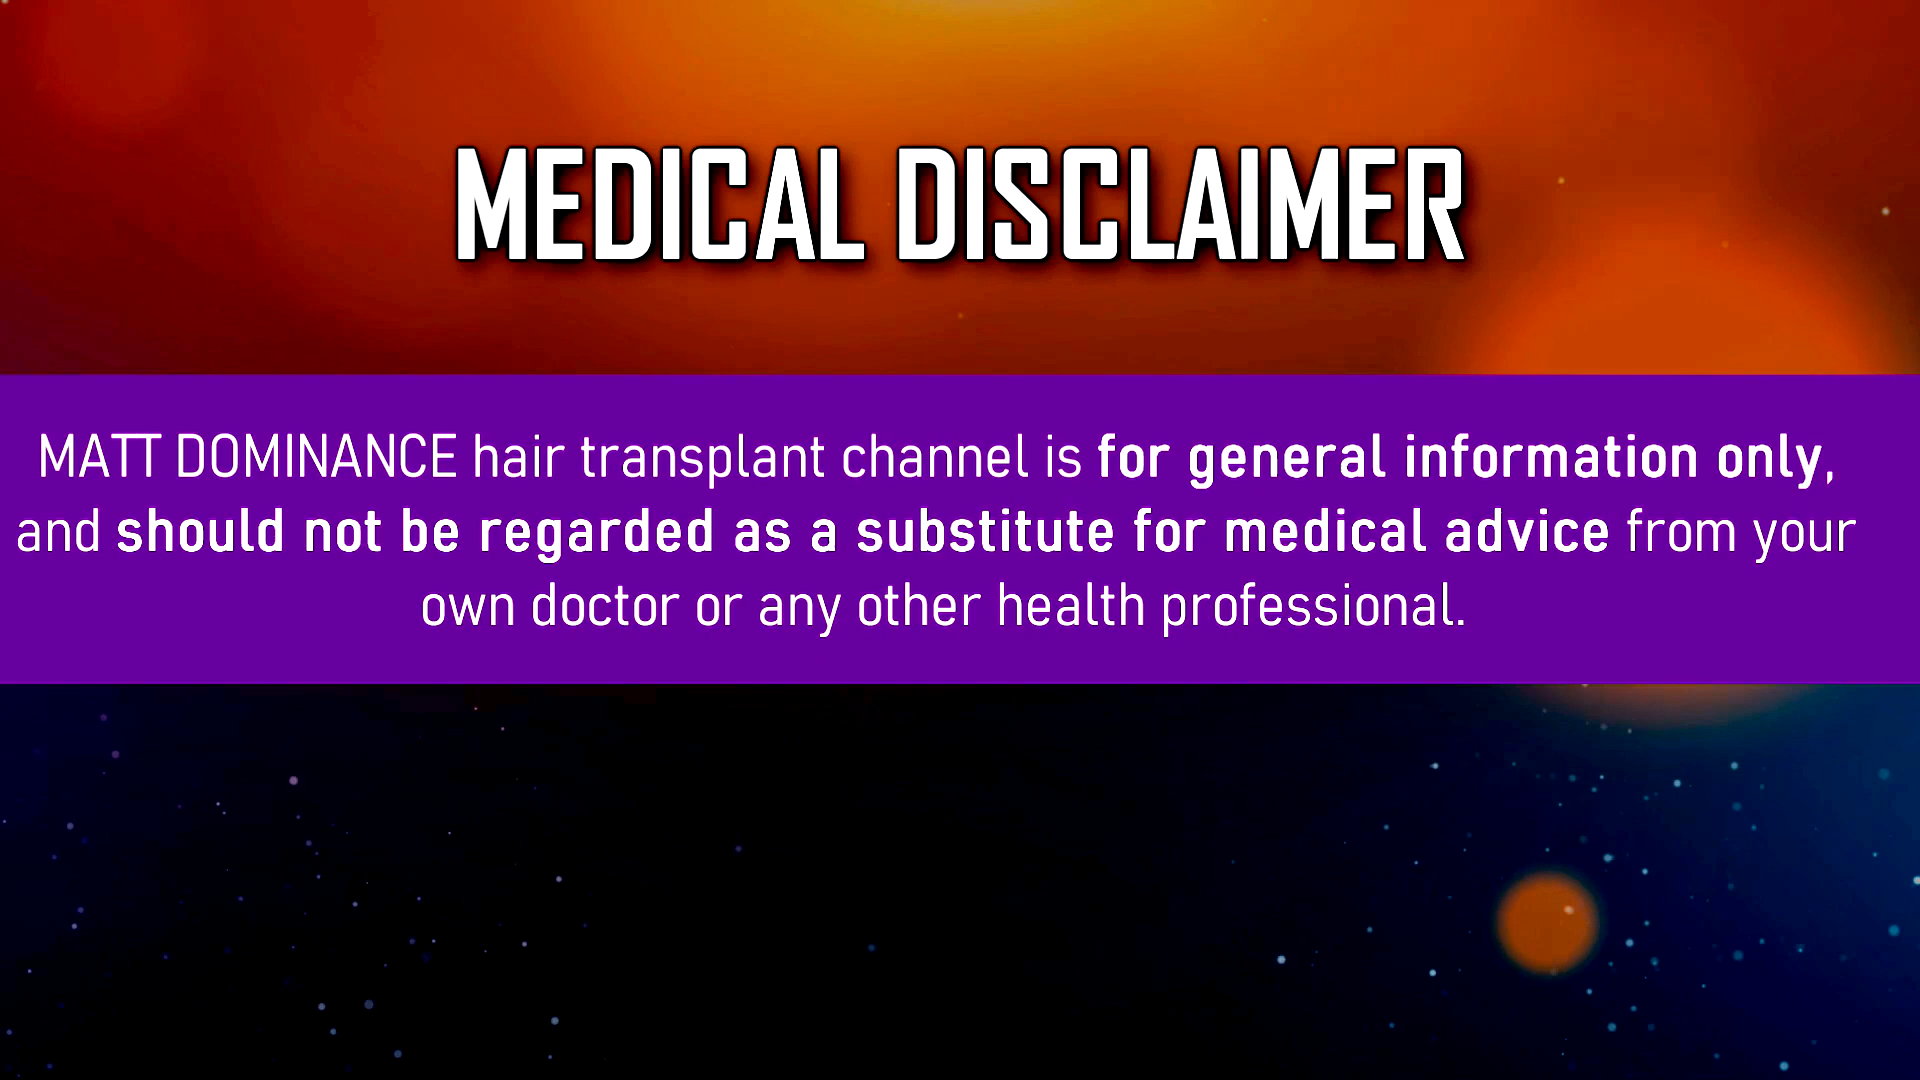 MEDICAL DISCLAIMER
MATT DOMINANCE hair transplant channel is for general information only,
and should not be regarded as a substitute for medical advice from your
own doctor or any other health professional.